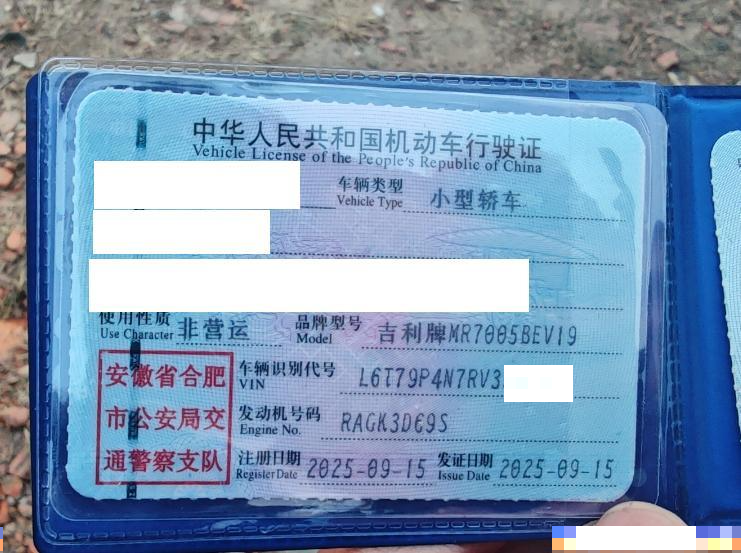 中华人民共和国机动车行驶证
Vehicle License of the People's Republic of China
车辆类型 小型轿车
Vehicle Type
使用性质 非营运 品牌型号 吉利牌MR7005BEV19
Use Character Model
安徽省合肥 车辆识别代号 L6T79P4N7RV3
VIN
市公安局交 发动机号码 RAGK3D69S
Engine No.
通警察支队 注册日期 2025-09-15 发证日期 2025-09-15
Register Date Issue Date